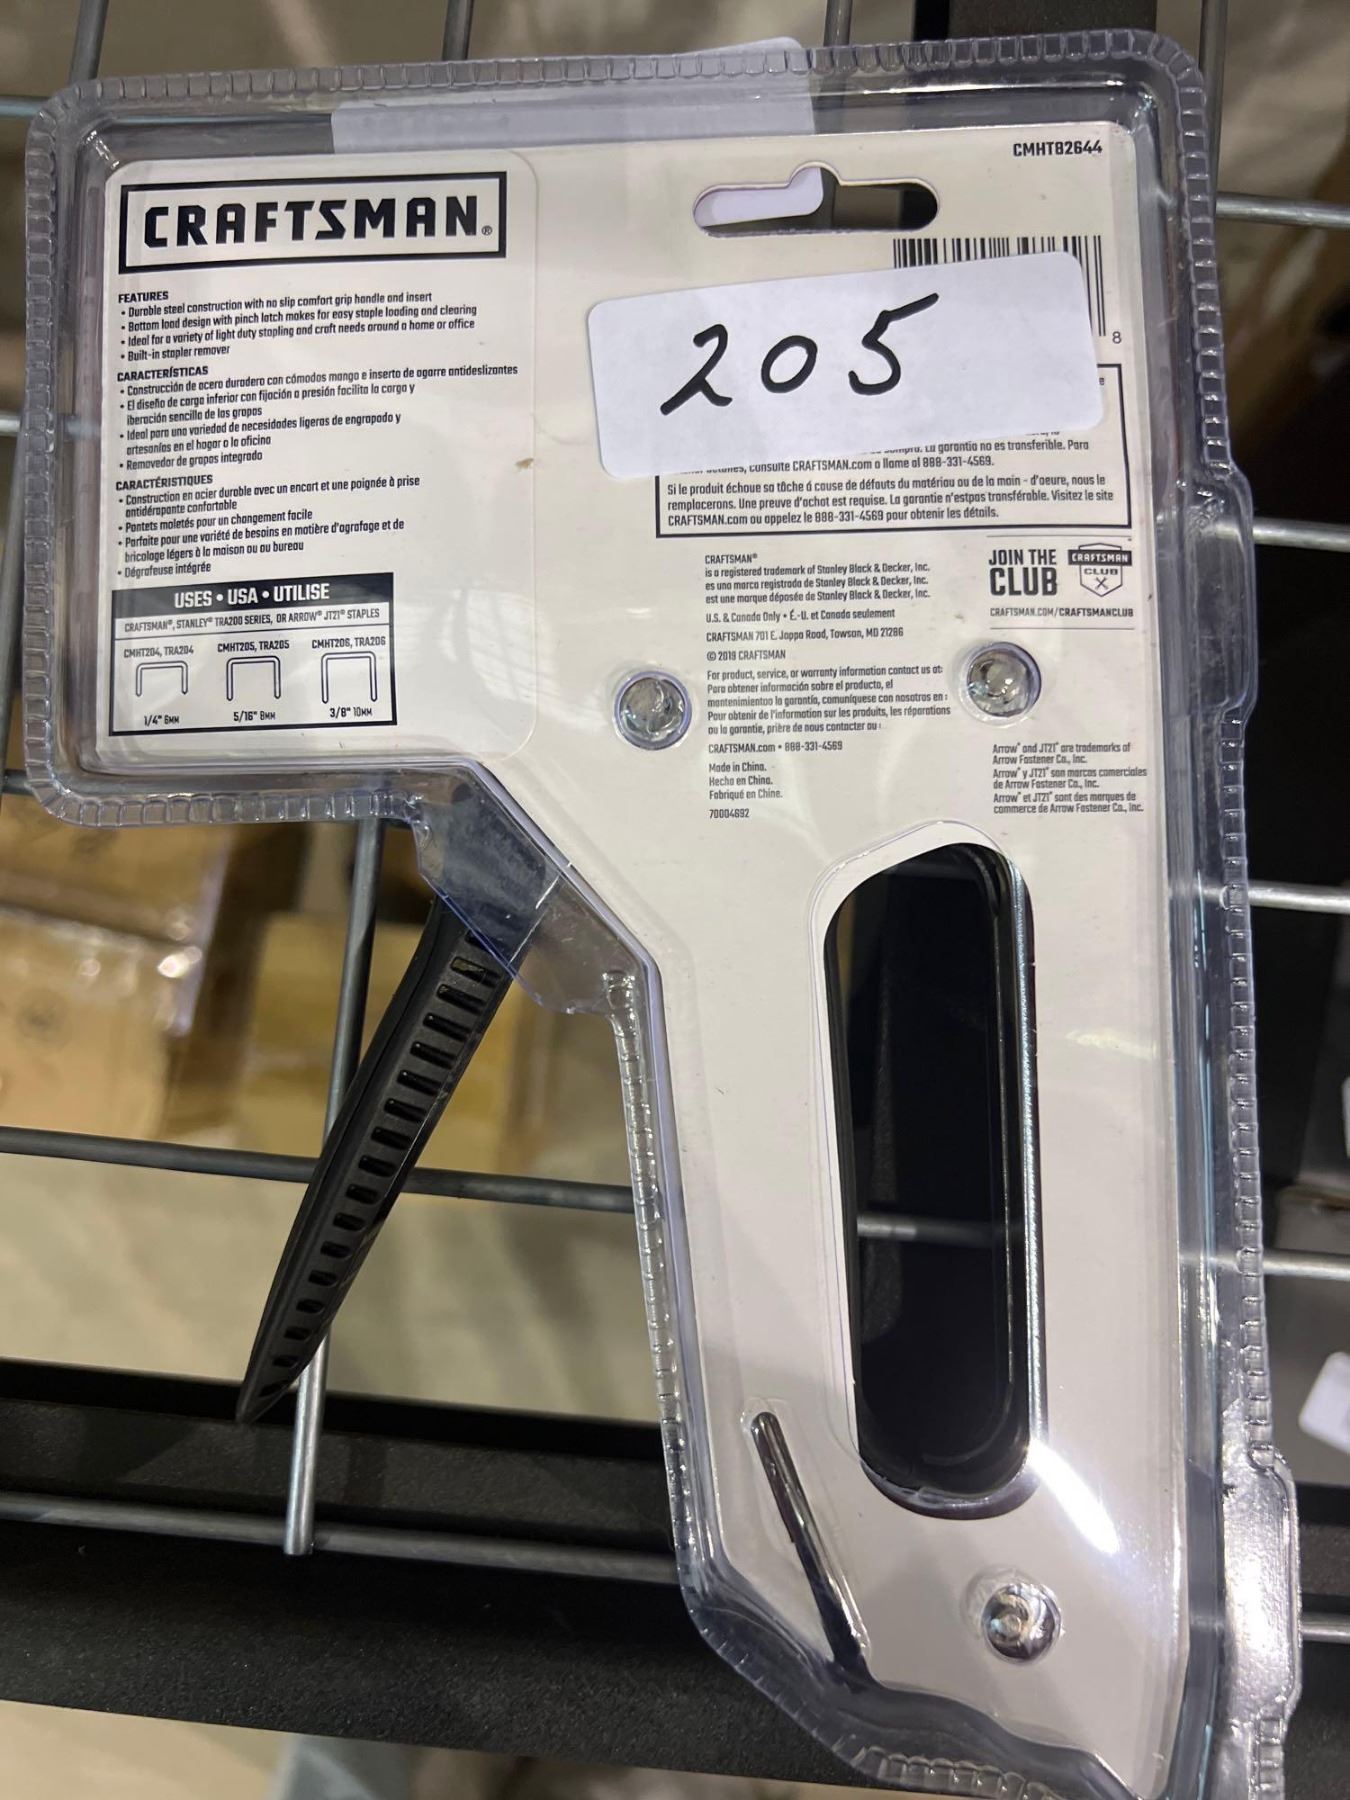 CMHT82644
CRAFTSMAN®
FEATURES
• Durable steel construction with no slip comfort grip handle and insert
• Bottom load design with pinch latch makes for easy staple loading and clearing
• Ideal for a variety of light duty stapling and craft needs around a home or office
• Built-in stapler remover
CARACTERÍSTICAS
• Construcción de acero duradero con cómodos mango e inserto de agarre antideslizantes
• El diseño de carga inferior con fijación a presión facilita la carga y
iberación sencilla de las grapas
• Ideal para una variedad de necesidades ligeras de engrapado y
artesanías en el hogar o la oficina
• Removedor de grapas integrado
CARACTÉRISTIQUES
• Construction en acier durable avec un encart et une poignée à prise
antidérapante confortable
• Pontets moletés pour un changement facile
• Parfaite pour une variété de besoins en matière d'agrafage et de
bricolage légers à la maison ou au bureau
• Dégrafeuse intégrée
USES • USA • UTILISE
CRAFTSMAN®, STANLEY® TRA200 SERIES, OR ARROW® JT21® STAPLES
CMHT204, TRA204 CMHT205, TRA205 CMHT206, TRA206
1/4" 6MM 5/16" 8MM 3/8" 10MM
8
205
La garantía no es transferible. Para
consulte CRAFTSMAN.com o llame al 888-331-4569.
Si le produit échoue sa tâche á cause de défauts du matériau ou de la main - d'oeure, nous le
remplacerons. Une preuve d'achat est requise. La garantie n'estpas transférable. Visitez le site
CRAFTSMAN.com ou appelez le 888-331-4569 pour obtenir les détails.
CRAFTSMAN®
is a registered trademark of Stanley Black & Decker, Inc.
es una marca registrada de Stanley Black & Decker, Inc.
est une marque déposée de Stanley Black & Decker, Inc.
U.S. & Canada Only • É.-U. et Canada seulement
CRAFTSMAN 701 E. Joppa Road, Towson, MD 21286
© 2019 CRAFTSMAN
For product, service, or warranty information contact us at:
Para obtener información sobre el producto, el
mantenimientoo la garantía, comuníquese con nosotros en :
Pour obtenir de l'information sur les produits, les réparations
ou la garantie, prière de nous contacter au :
CRAFTSMAN.com • 888-331-4569
Made in China.
Hecho en China.
Fabriqué en Chine.
70004692
JOIN THE
CLUB
CRAFTSMAN
CLUB
CRAFTSMAN.COM/CRAFTSMANCLUB
Arrow® and JT21® are trademarks of
Arrow Fastener Co., Inc.
Arrow® y JT21® son marcas comerciales
de Arrow Fastener Co., Inc.
Arrow® et JT21® sont des marques de
commerce de Arrow Fastener Co., Inc.